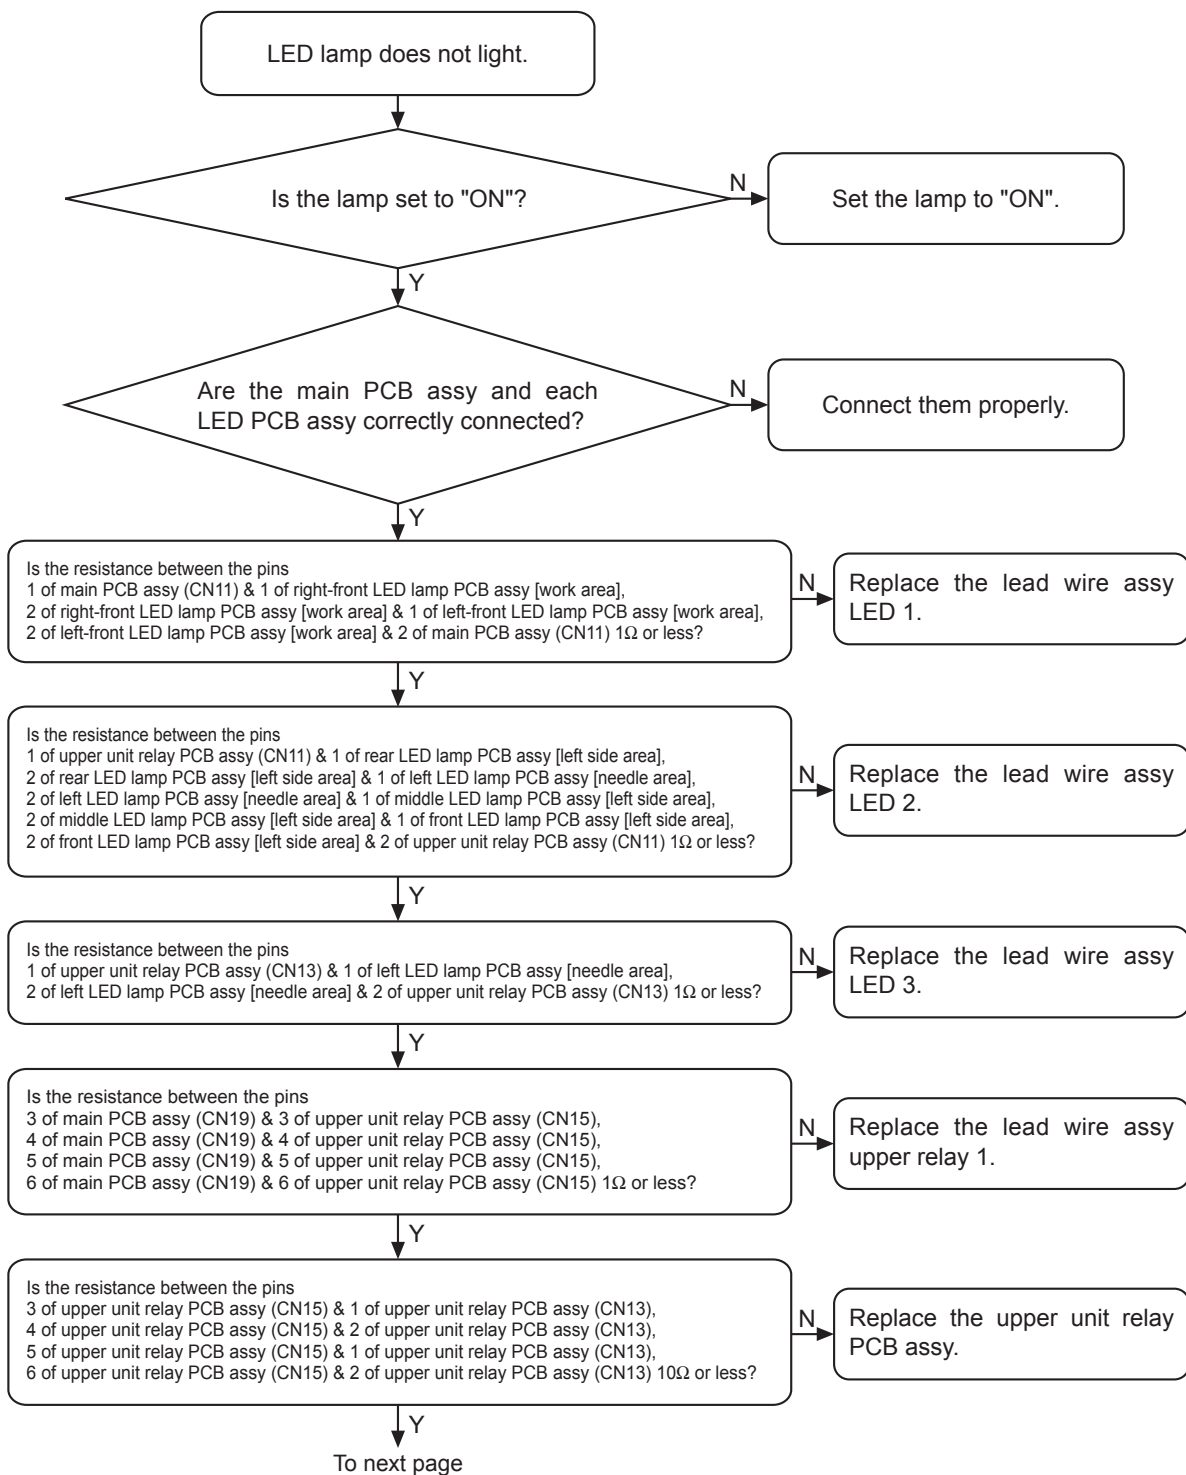 LED lamp does not light.
Is the lamp set to "ON"?
N
Set the lamp to "ON".
Y
Are the main PCB assy and each
LED PCB assy correctly connected?
N
Connect them properly.
Y
Is the resistance between the pins
1 of main PCB assy (CN11) & 1 of right-front LED lamp PCB assy [work area],
2 of right-front LED lamp PCB assy [work area] & 1 of left-front LED lamp PCB assy [work area],
2 of left-front LED lamp PCB assy [work area] & 2 of main PCB assy (CN11) 1Ω or less?
N
Replace the lead wire assy
LED 1.
Y
Is the resistance between the pins
1 of upper unit relay PCB assy (CN11) & 1 of rear LED lamp PCB assy [left side area],
2 of rear LED lamp PCB assy [left side area] & 1 of left LED lamp PCB assy [needle area],
2 of left LED lamp PCB assy [needle area] & 1 of middle LED lamp PCB assy [left side area],
2 of middle LED lamp PCB assy [left side area] & 1 of front LED lamp PCB assy [left side area],
2 of front LED lamp PCB assy [left side area] & 2 of upper unit relay PCB assy (CN11) 1Ω or less?
N
Replace the lead wire assy
LED 2.
Y
Is the resistance between the pins
1 of upper unit relay PCB assy (CN13) & 1 of left LED lamp PCB assy [needle area],
2 of left LED lamp PCB assy [needle area] & 2 of upper unit relay PCB assy (CN13) 1Ω or less?
N
Replace the lead wire assy
LED 3.
Y
Is the resistance between the pins
3 of main PCB assy (CN19) & 3 of upper unit relay PCB assy (CN15),
4 of main PCB assy (CN19) & 4 of upper unit relay PCB assy (CN15),
5 of main PCB assy (CN19) & 5 of upper unit relay PCB assy (CN15),
6 of main PCB assy (CN19) & 6 of upper unit relay PCB assy (CN15) 1Ω or less?
N
Replace the lead wire assy
upper relay 1.
Y
Is the resistance between the pins
3 of upper unit relay PCB assy (CN15) & 1 of upper unit relay PCB assy (CN13),
4 of upper unit relay PCB assy (CN15) & 2 of upper unit relay PCB assy (CN13),
5 of upper unit relay PCB assy (CN15) & 1 of upper unit relay PCB assy (CN13),
6 of upper unit relay PCB assy (CN15) & 2 of upper unit relay PCB assy (CN13) 10Ω or less?
N
Replace the upper unit relay
PCB assy.
Y
To next page